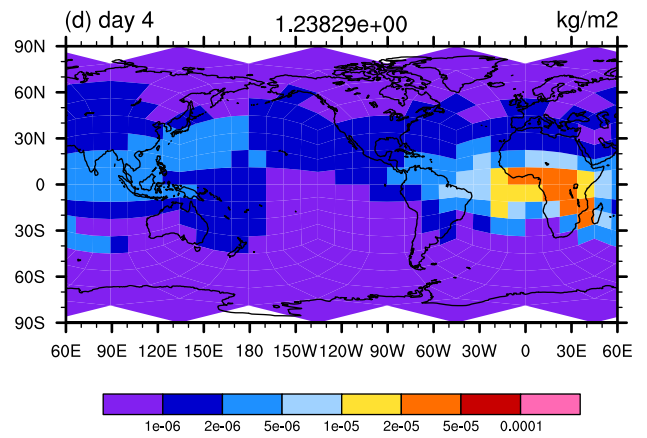 (d) day 4 1.23829e+00 kg/m2
90N
60N
30N
0
30S
60S
90S
60E 90E 120E 150E 180 150W 120W 90W 60W 30W 0 30E 60E
1e-06 2e-06 5e-06 1e-05 2e-05 5e-05 0.0001